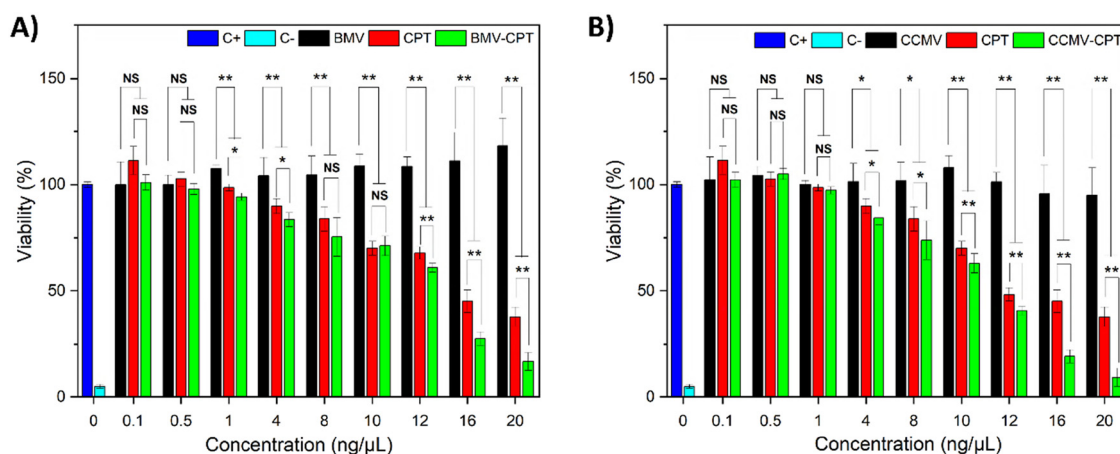 A)
C+ C- BMV CPT BMV-CPT
150
NS NS ** ** ** ** ** ** **
NS NS * * NS NS ** ** **
100
50
0
Viability (%)
0 0.1 0.5 1 4 8 10 12 16 20
Concentration (ng/µL)
B)
C+ C- CCMV CPT CCMV-CPT
150
NS NS NS * * ** ** ** **
NS NS NS * * ** ** ** **
100
50
0
Viability (%)
0 0.1 0.5 1 4 8 10 12 16 20
Concentration (ng/µL)